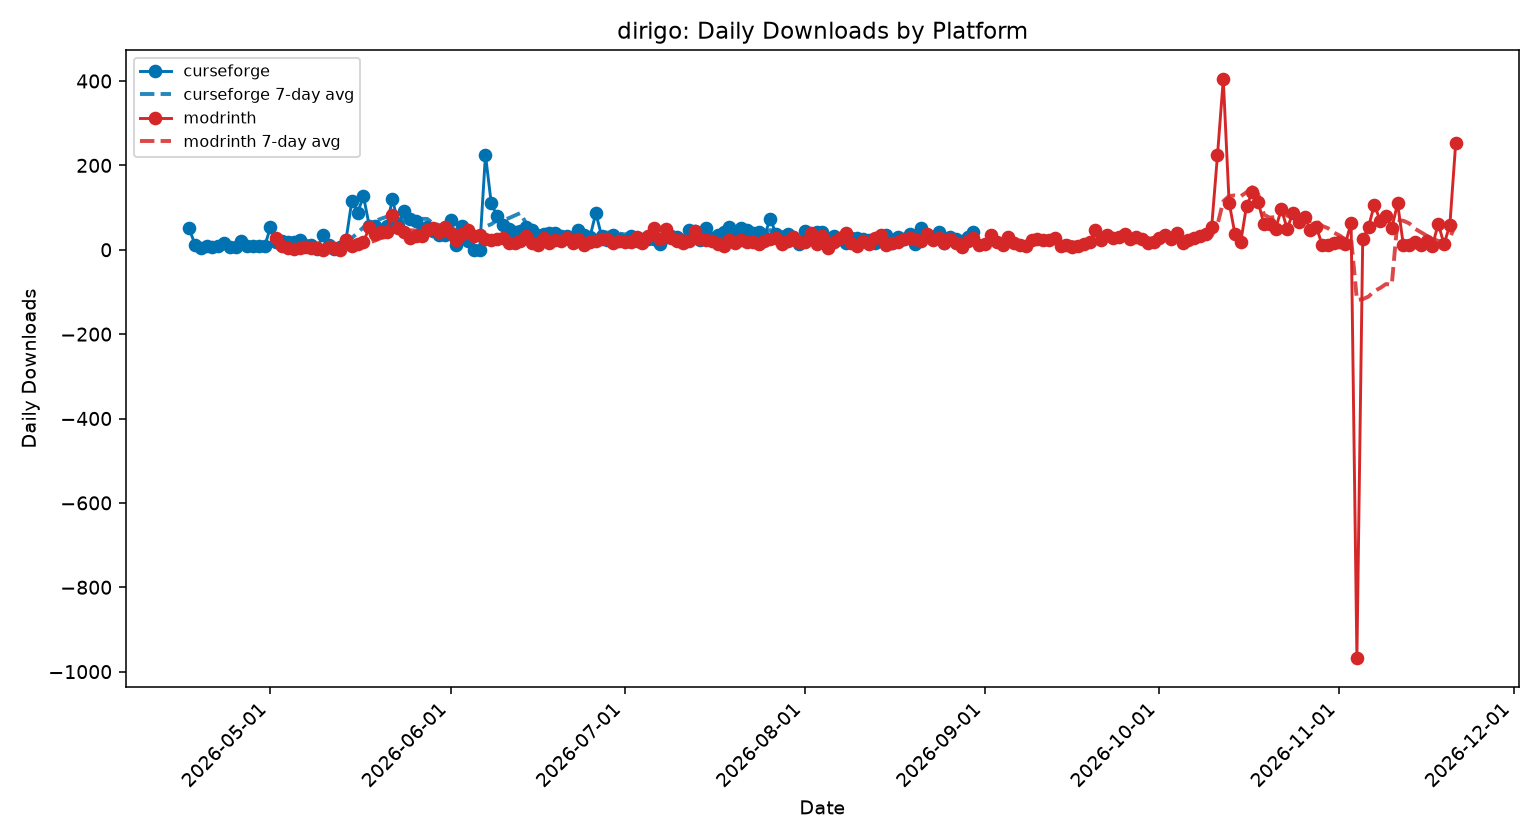 dirigo: Daily Downloads by Platform
curseforge
curseforge 7-day avg
modrinth
modrinth 7-day avg
400
200
0
−200
−400
−600
−800
−1000
Daily Downloads
2026-05-01
2026-06-01
2026-07-01
2026-08-01
2026-09-01
2026-10-01
2026-11-01
2026-12-01
Date